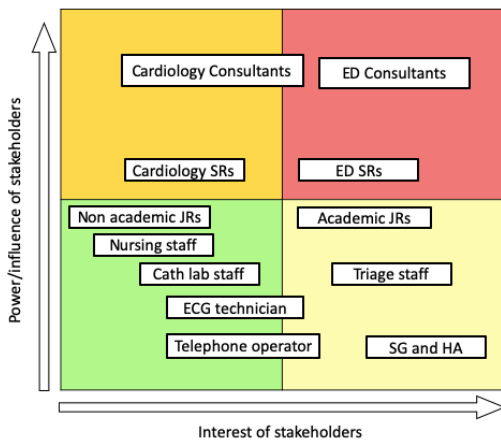 Power/influence of stakeholders
Cardiology Consultants
ED Consultants
Cardiology SRs
ED SRs
Non academic JRs
Academic JRs
Nursing staff
Cath lab staff
Triage staff
ECG technician
Telephone operator
SG and HA
Interest of stakeholders